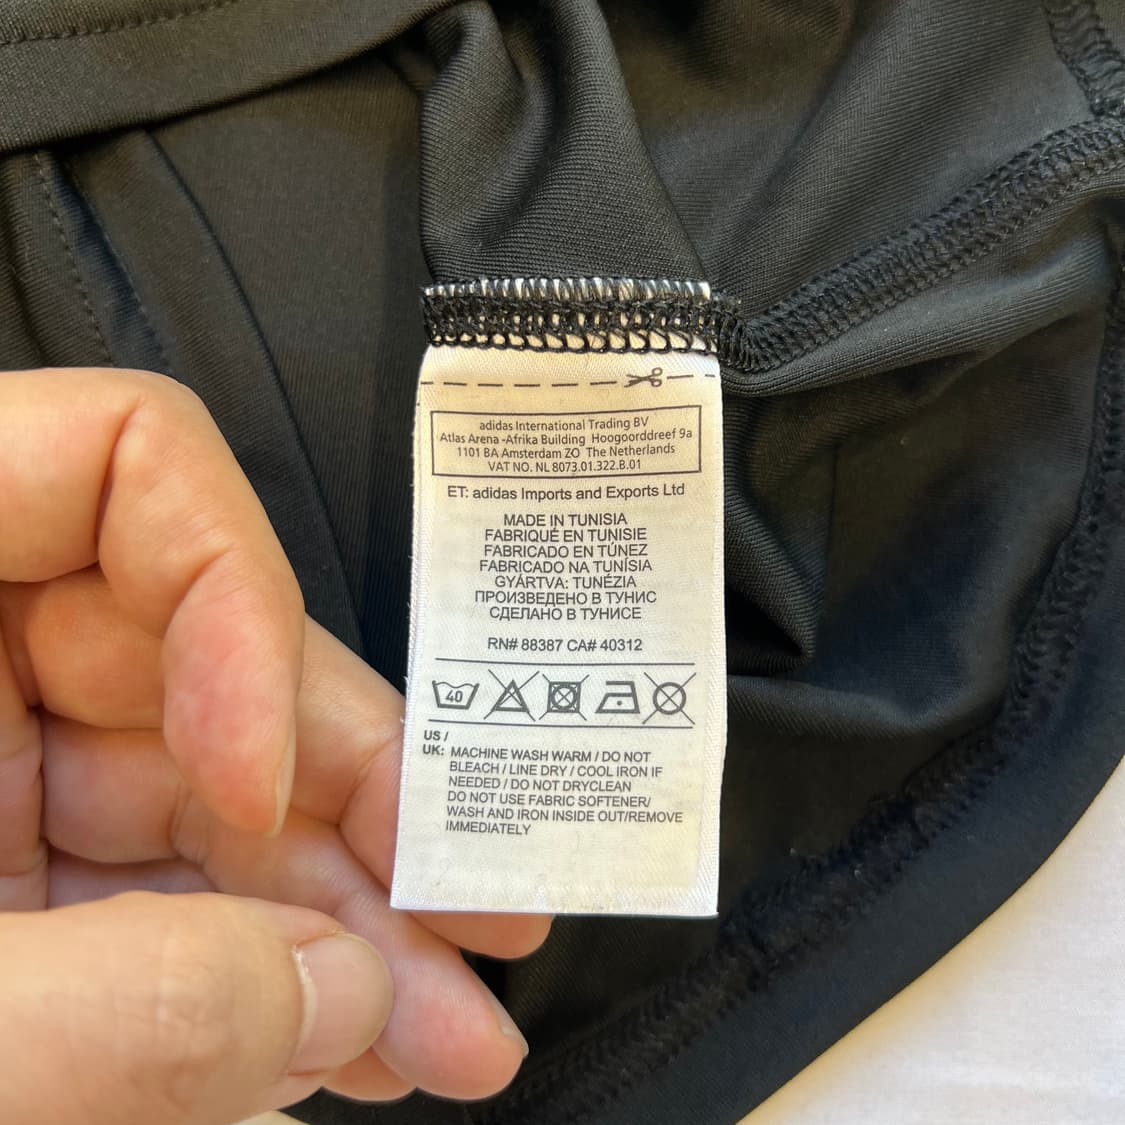 adidas International Trading BV
Atlas Arena -Afrika Building Hoogoorddreef 9a
1101 BA Amsterdam ZO The Netherlands
VAT NO. NL 8073.01.322.B.01
ET: adidas Imports and Exports Ltd
MADE IN TUNISIA
FABRIQUÉ EN TUNISIE
FABRICADO EN TÚNEZ
FABRICADO NA TUNÍSIA
GYÁRTVA: TUNÉZIA
ПРОИЗВЕДЕНО В ТУНИС
СДЕЛАНО В ТУНИСЕ
RN# 88387 CA# 40312
40
US /
UK: MACHINE WASH WARM / DO NOT
BLEACH / LINE DRY / COOL IRON IF
NEEDED / DO NOT DRYCLEAN
DO NOT USE FABRIC SOFTENER/
WASH AND IRON INSIDE OUT/REMOVE
IMMEDIATELY